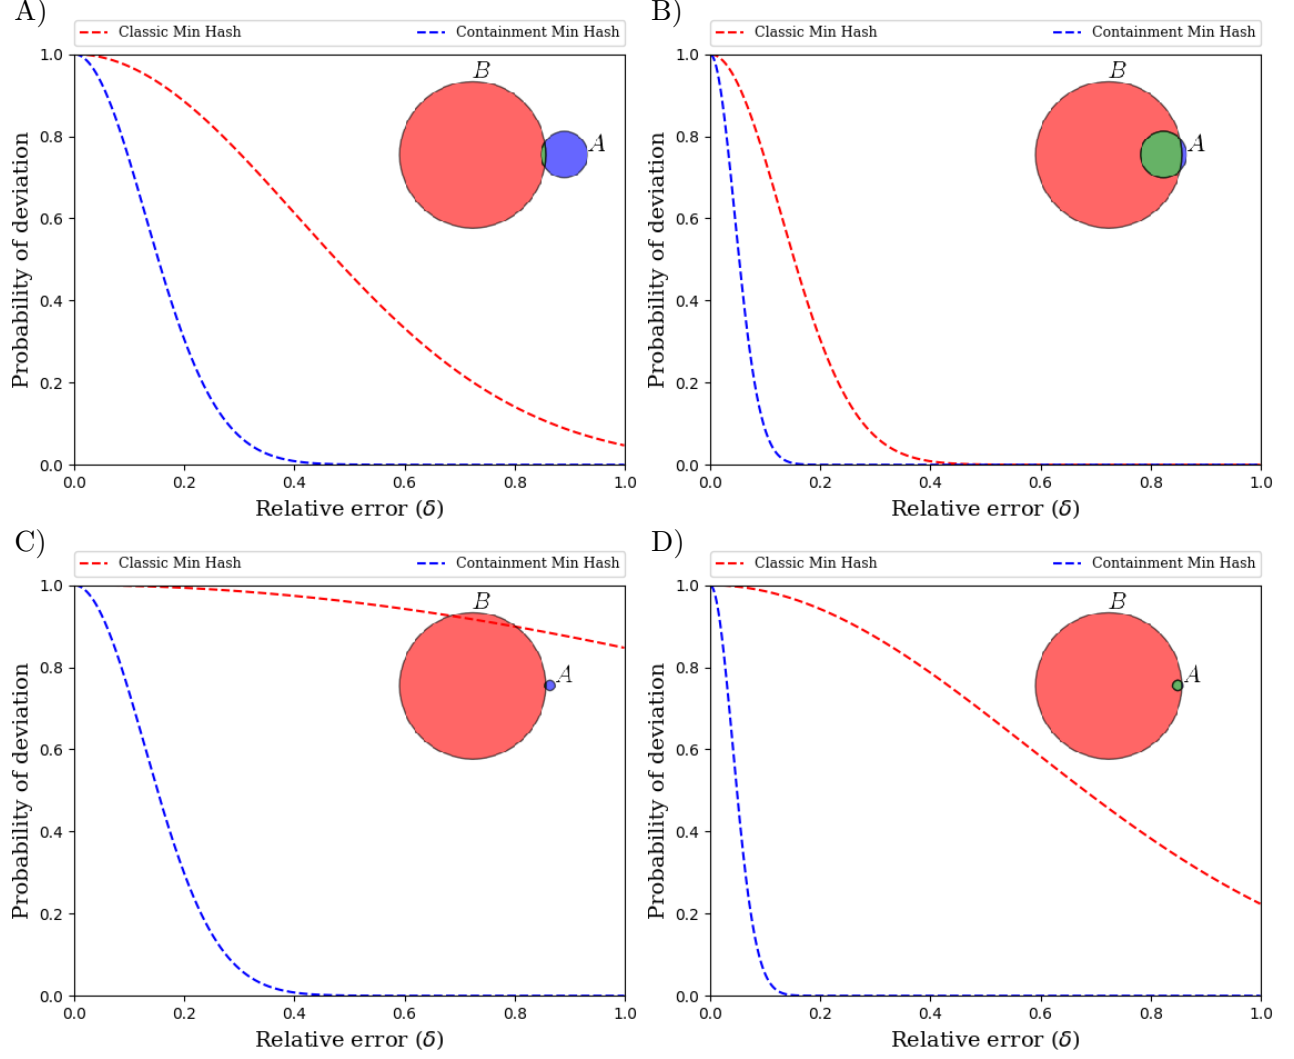 A)
Classic Min Hash Containment Min Hash
1.0
0.8
0.6
0.4
0.2
0.0
Probability of deviation
B
A
0.0 0.2 0.4 0.6 0.8 1.0
Relative error (δ)
B)
Classic Min Hash Containment Min Hash
1.0
0.8
0.6
0.4
0.2
0.0
Probability of deviation
B
A
0.0 0.2 0.4 0.6 0.8 1.0
Relative error (δ)
C)
Classic Min Hash Containment Min Hash
1.0
0.8
0.6
0.4
0.2
0.0
Probability of deviation
B
A
0.0 0.2 0.4 0.6 0.8 1.0
Relative error (δ)
D)
Classic Min Hash Containment Min Hash
1.0
0.8
0.6
0.4
0.2
0.0
Probability of deviation
B
A
0.0 0.2 0.4 0.6 0.8 1.0
Relative error (δ)